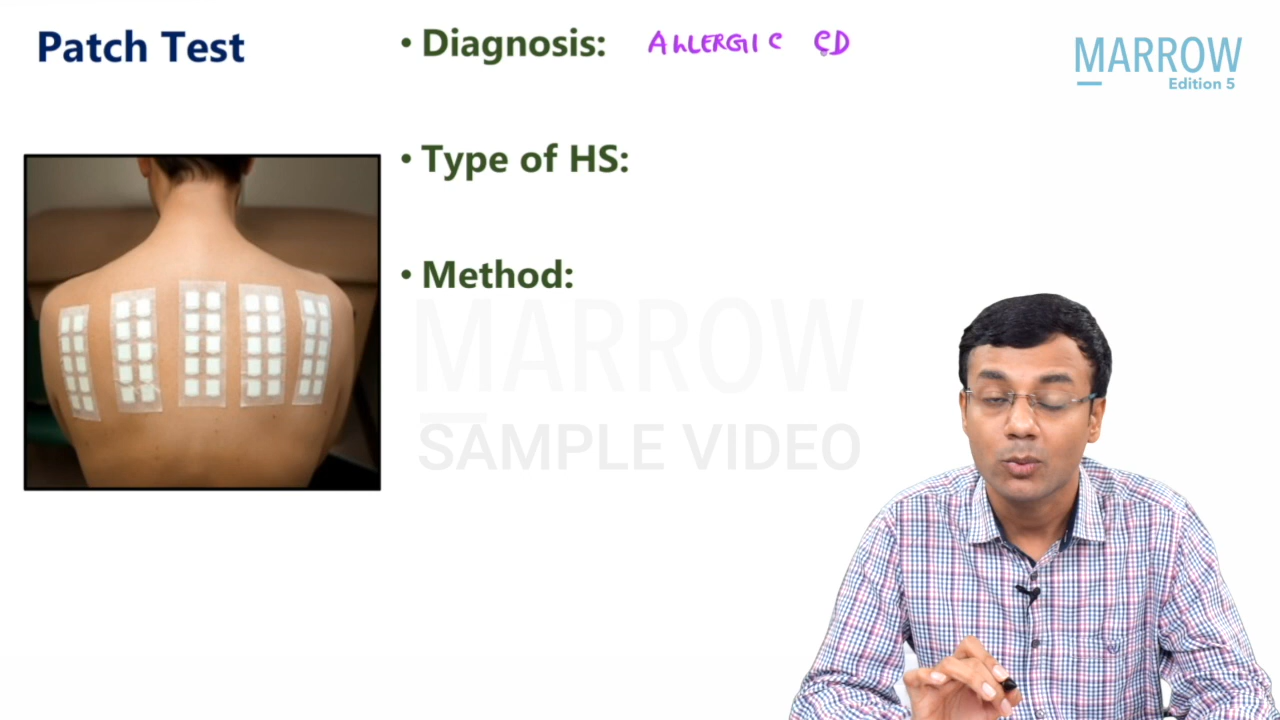 Patch Test
• Diagnosis: ALLERGIC CD
MARROW
Edition 5
• Type of HS:
• Method:
MARROW
SAMPLE VIDEO